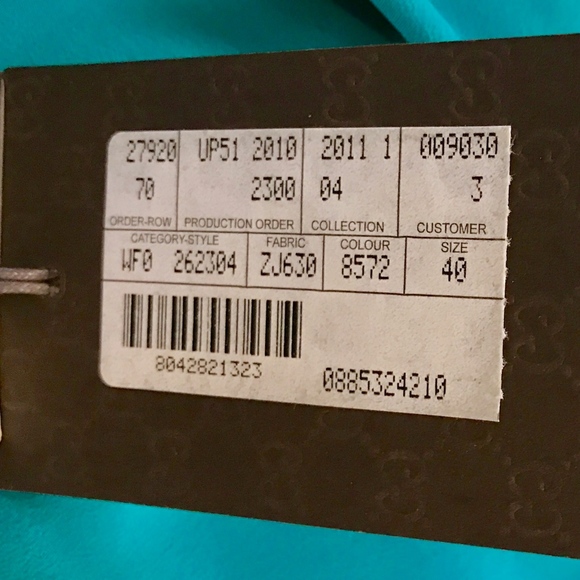 27920 UP51 2010 2011 1 009030
70 2300 04 3
ORDER-ROW PRODUCTION ORDER COLLECTION CUSTOMER
CATEGORY-STYLE FABRIC COLOUR SIZE
WF0 262304 ZJ630 8572 40
8042821323 0885324210